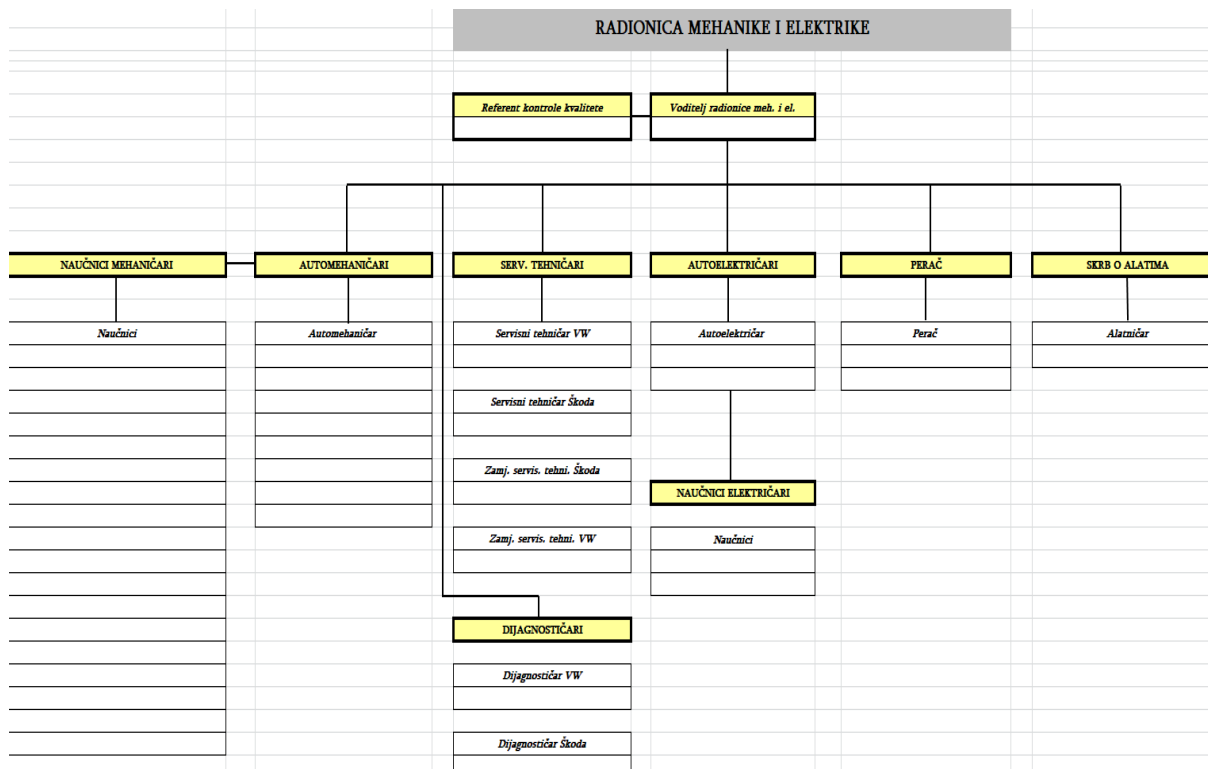 RADIONICA MEHANIKE I ELEKTRIKE
Referent kontrole kvalitete
Voditelj radionice meh. i el.
NAUČNICI MEHANIČARI
AUTOMEHANIČARI
SERV. TEHNIČARI
AUTOELEKTRIČARI
PERAČ
SKRB O ALATIMA
Naučnici
Automehaničar
Servisni tehničar VW
Autoelektričar
Perač
Alatničar
Servisni tehničar Škoda
Zamj. servis. tehni. Škoda
NAUČNICI ELEKTRIČARI
Zamj. servis. tehni. VW
Naučnici
DIJAGNOSTIČARI
Dijagnostičar VW
Dijagnostičar Škoda